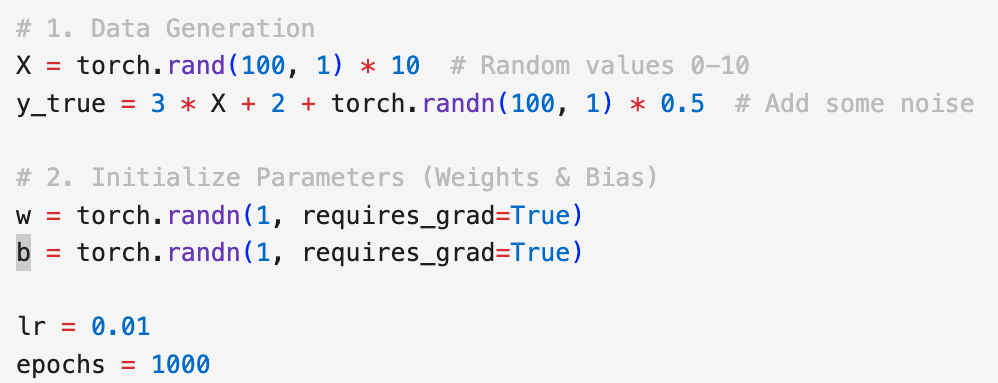 # 1. Data Generation
X = torch.rand(100, 1) * 10  # Random values 0-10
y_true = 3 * X + 2 + torch.randn(100, 1) * 0.5  # Add some noise
# 2. Initialize Parameters (Weights & Bias)
w = torch.randn(1, requires_grad=True)
b = torch.randn(1, requires_grad=True)
lr = 0.01
epochs = 1000